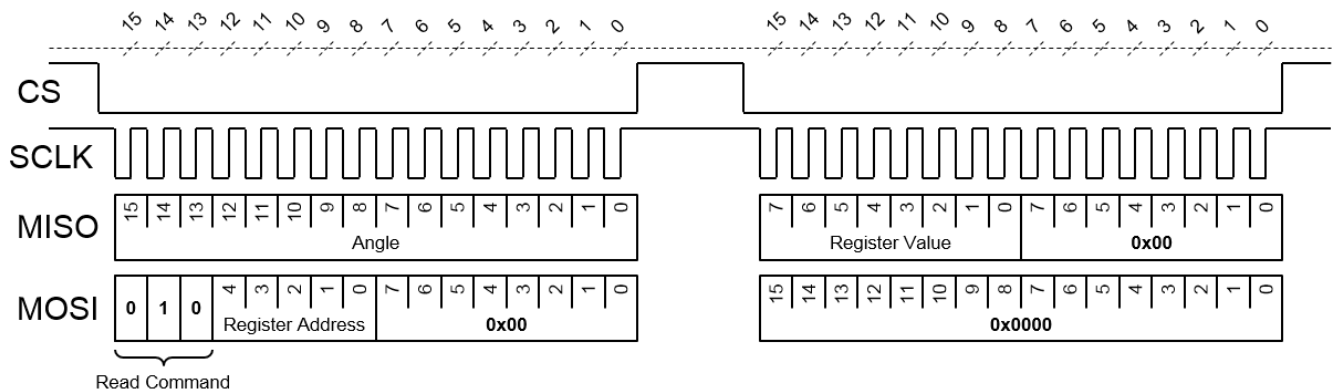 15 14 13 12 11 10 9 8 7 6 5 4 3 2 1 0 15 14 13 12 11 10 9 8 7 6 5 4 3 2 1 0
CS
SCLK
MISO 15 14 13 12 11 10 9 8 7 6 5 4 3 2 1 0 7 6 5 4 3 2 1 0 7 6 5 4 3 2 1 0
Angle Register Value 0x00
MOSI 0 1 0 4 3 2 1 0 7 6 5 4 3 2 1 0 15 14 13 12 11 10 9 8 7 6 5 4 3 2 1 0
Register Address 0x00 0x0000
Read Command